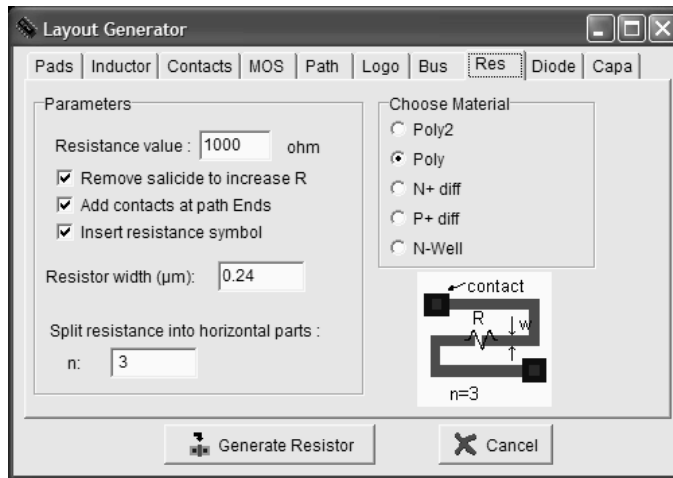 Layout Generator
Pads Inductor Contacts MOS Path Logo Bus Res Diode Capa
Parameters
Resistance value : 1000 ohm
Remove salicide to increase R
Add contacts at path Ends
Insert resistance symbol
Resistor width (µm): 0.24
Split resistance into horizontal parts :
n: 3
Choose Material
Poly2
Poly
N+ diff
P+ diff
N-Well
contact
R w
n=3
Generate Resistor Cancel